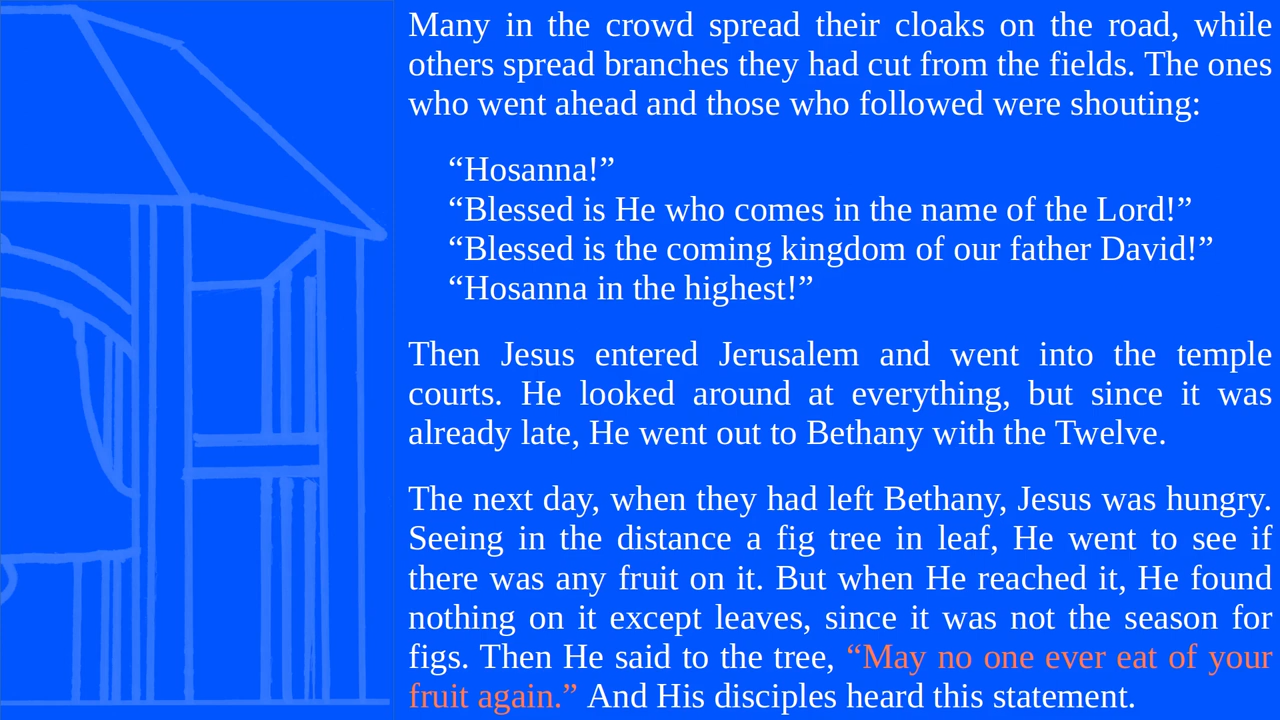 Many in the crowd spread their cloaks on the road, while
others spread branches they had cut from the fields. The ones
who went ahead and those who followed were shouting:
“Hosanna!”
“Blessed is He who comes in the name of the Lord!”
“Blessed is the coming kingdom of our father David!”
“Hosanna in the highest!”
Then Jesus entered Jerusalem and went into the temple
courts. He looked around at everything, but since it was
already late, He went out to Bethany with the Twelve.
The next day, when they had left Bethany, Jesus was hungry.
Seeing in the distance a fig tree in leaf, He went to see if
there was any fruit on it. But when He reached it, He found
nothing on it except leaves, since it was not the season for
figs. Then He said to the tree, “May no one ever eat of your
fruit again.” And His disciples heard this statement.